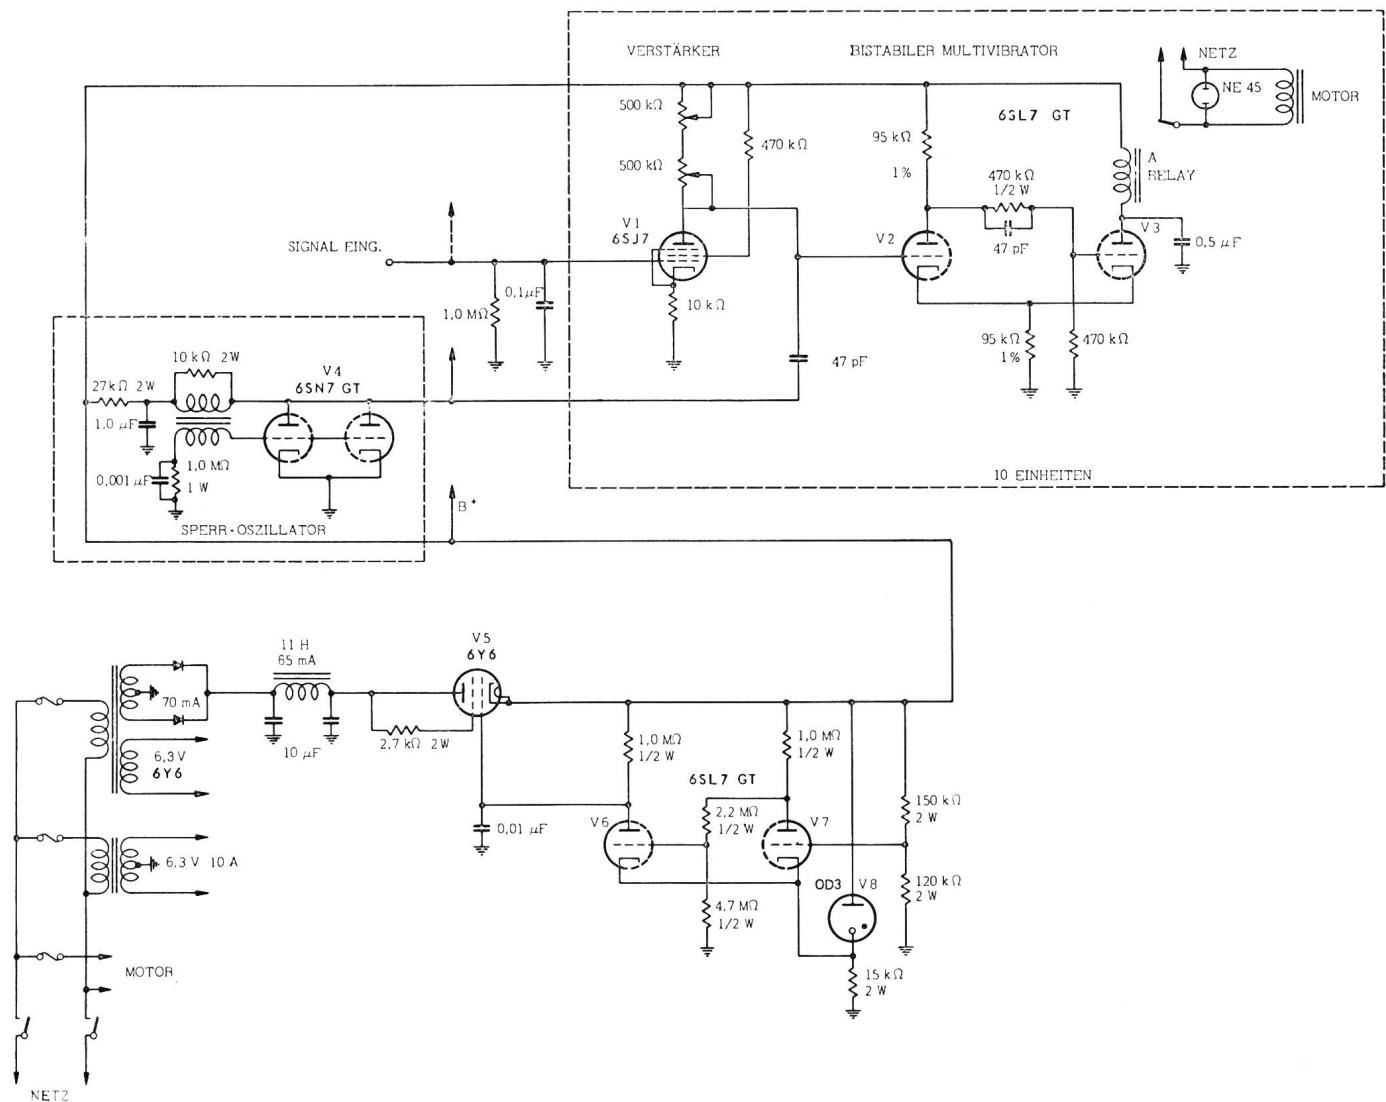 VERSTÄRKER
BISTABILER MULTIVIBRATOR
NETZ
NE 45
MOTOR
500 kΩ
470 kΩ
6SL7 GT
95 kΩ
1%
500 kΩ
470 kΩ
1/2 W
A
RELAY
V1
6SJ7
SIGNAL EING.
V2
47 pF
V3
0,5 µF
0,1 µF
1,0 MΩ
10 kΩ
95 kΩ
1%
470 kΩ
47 pF
10 kΩ 2W
V4
6SN7 GT
27kΩ 2W
1.0 µF
1,0 MΩ
1 W
0,001 µF
10 EINHEITEN
SPERR-OSZILLATOR
B+
11 H
65 mA
V5
6Y6
70 mA
2,7 kΩ 2W
10 µF
6,3 V
6Y6
1,0 MΩ
1/2 W
1,0 MΩ
1/2 W
6SL7 GT
0,01 µF
V6
2,2 MΩ
1/2 W
V7
150 kΩ
2 W
6,3 V 10 A
4,7 MΩ
1/2 W
OD3 V8
120 kΩ
2 W
15 kΩ
2 W
MOTOR
NETZ